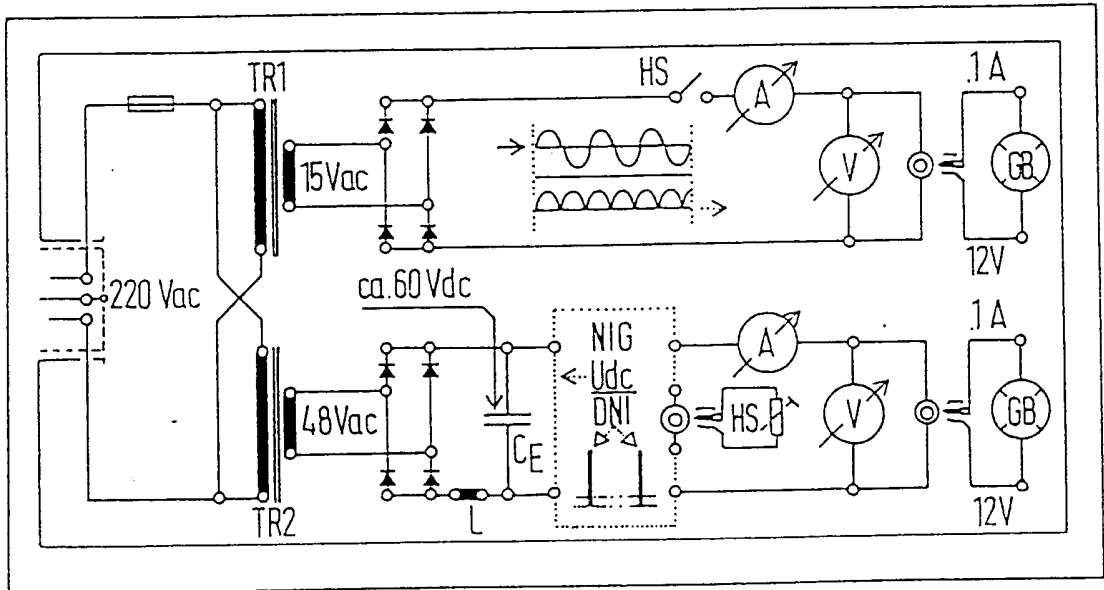 TR1
HS
A
.1 A
15Vac
V
GB
12V
220 Vac
ca.60 Vdc
.1 A
NIG
A
Udc
DNI
48Vac
HS
V
GB
CE
12V
L
TR2